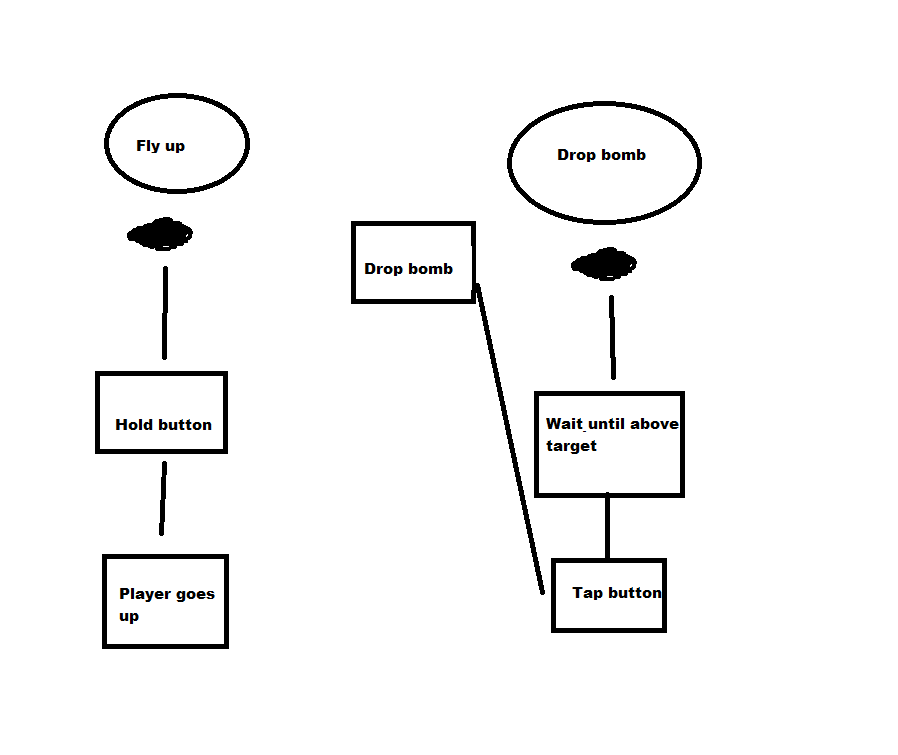 Fly up
Hold button
Player goes
up
Drop bomb
Drop bomb
Wait until above
target
Tap button